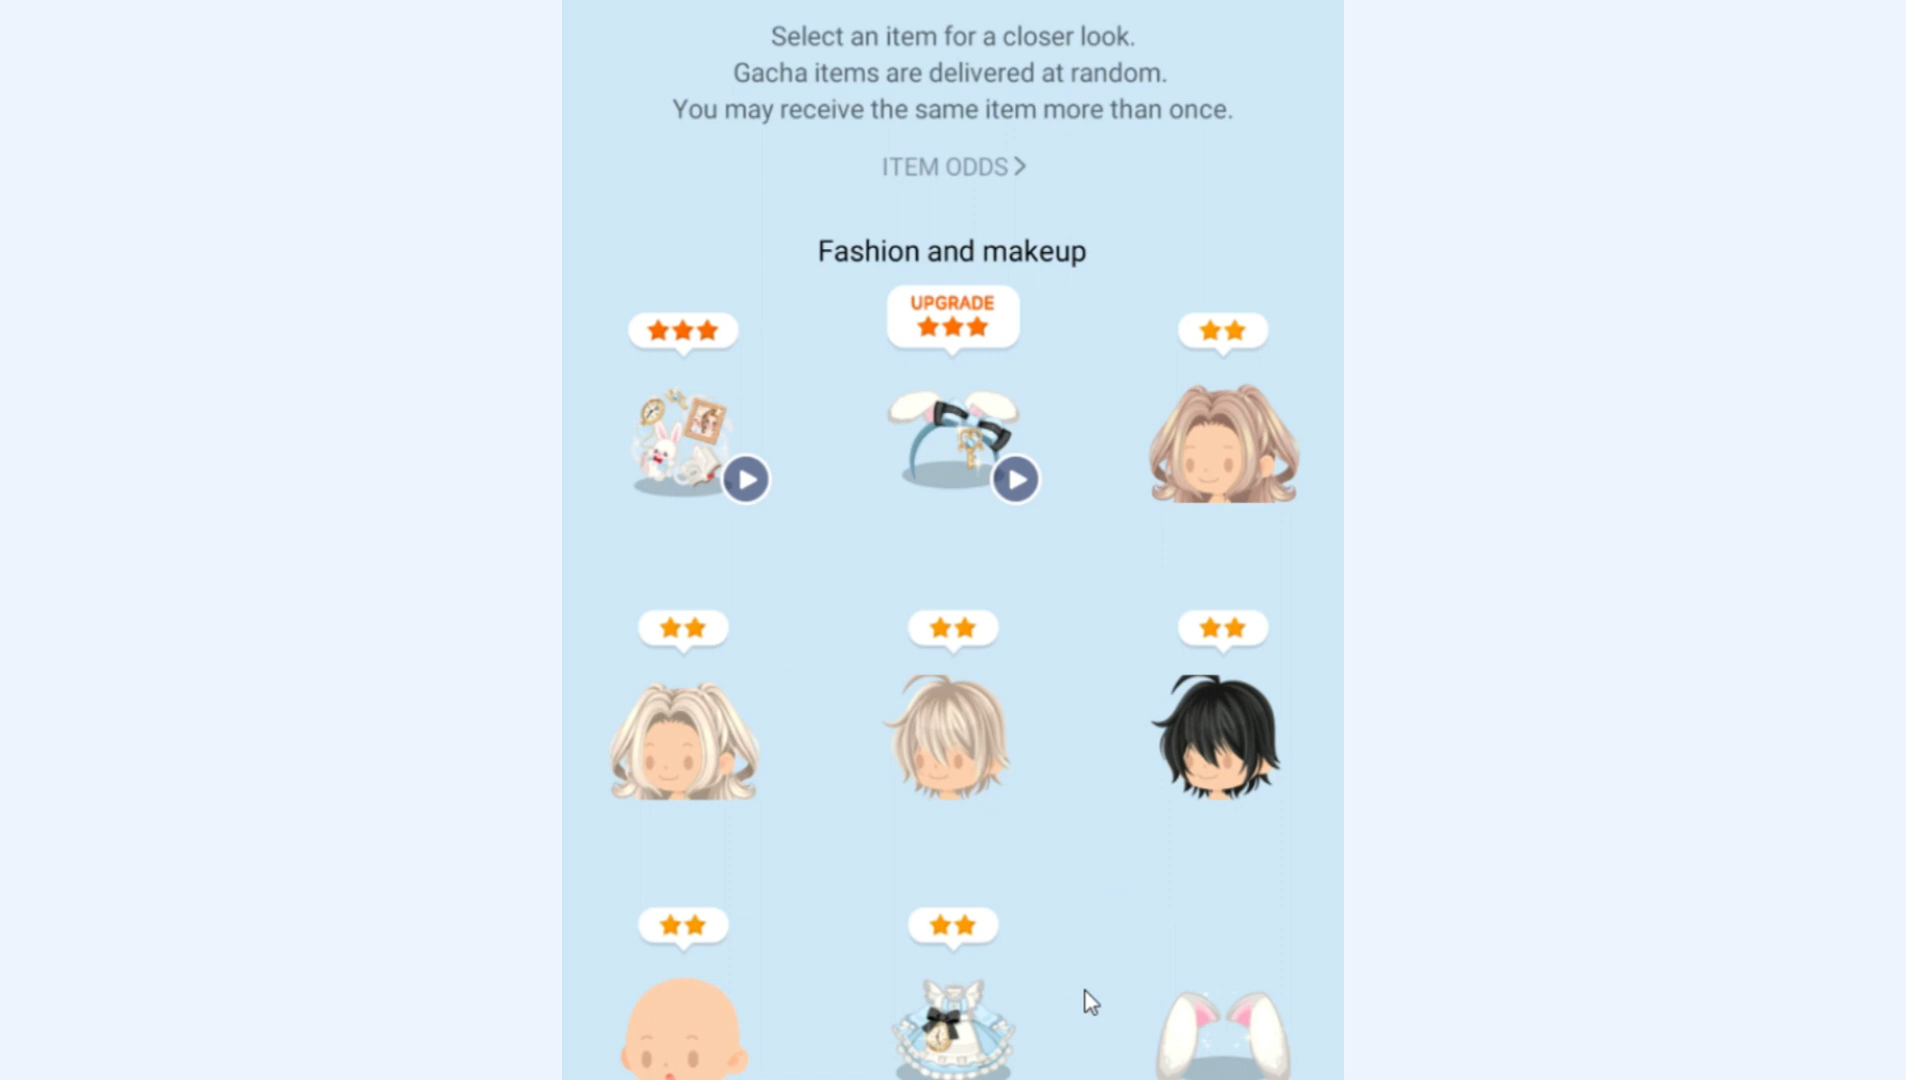 Select an item for a closer look.
Gacha items are delivered at random.
You may receive the same item more than once.
ITEM ODDS
Fashion and makeup
UPGRADE